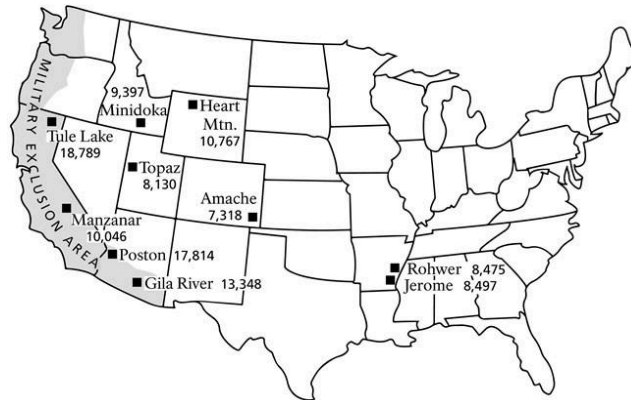 MILITARY EXCLUSION AREA
9,397
Minidoka
Heart
Mtn.
10,767
Tule Lake
18,789
Topaz
8,130
Amache
7,318
Manzanar
10,046
Poston 17,814
Gila River 13,348
Rohwer 8,475
Jerome 8,497